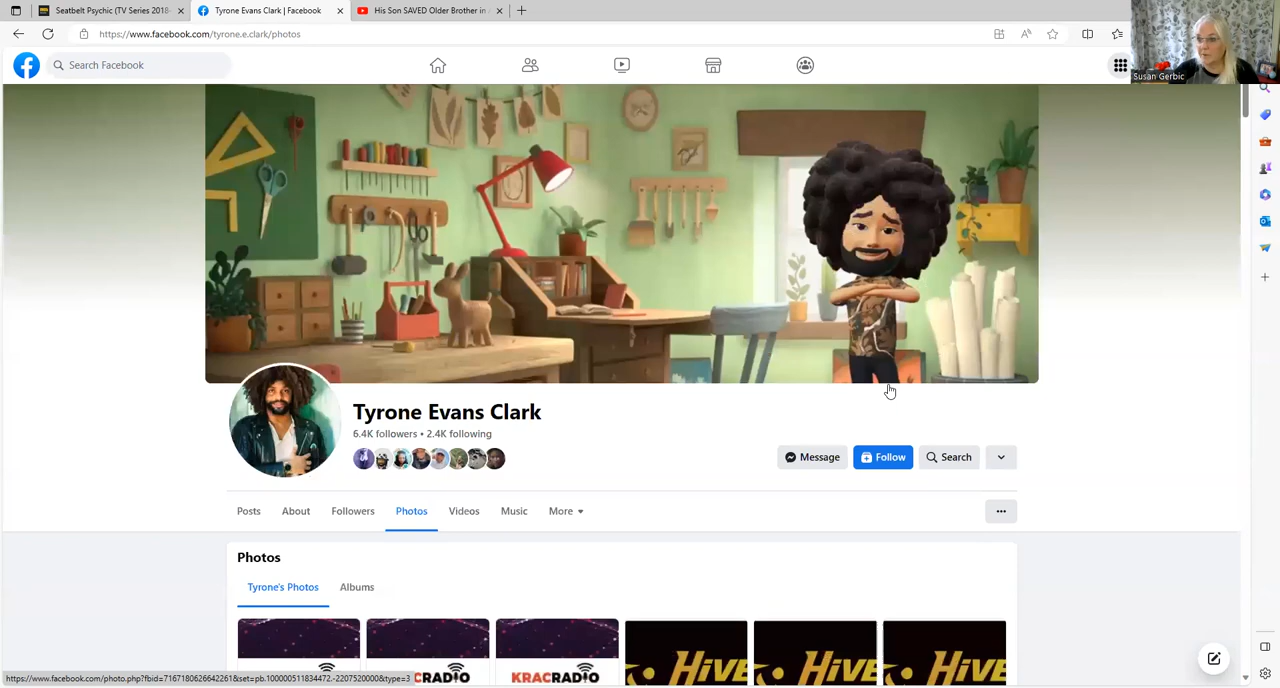 Seatbelt Psychic (TV Series 2018-
Tyrone Evans Clark | Facebook
His Son SAVED Older Brother in
https://www.facebook.com/tyrone.e.clark/photos
Susan Gerbic
Search Facebook
Tyrone Evans Clark
6.4K followers • 2.4K following
Message
Follow
Search
Posts
About
Followers
Photos
Videos
Music
More
Photos
Tyrone's Photos
Albums
CRADIO
KRACRADIO
HIVE
HIVE
HIVE
https://www.facebook.com/photo.php?fbid=7167180626642261&set=pb.100000511834472.-2207520000&type=3